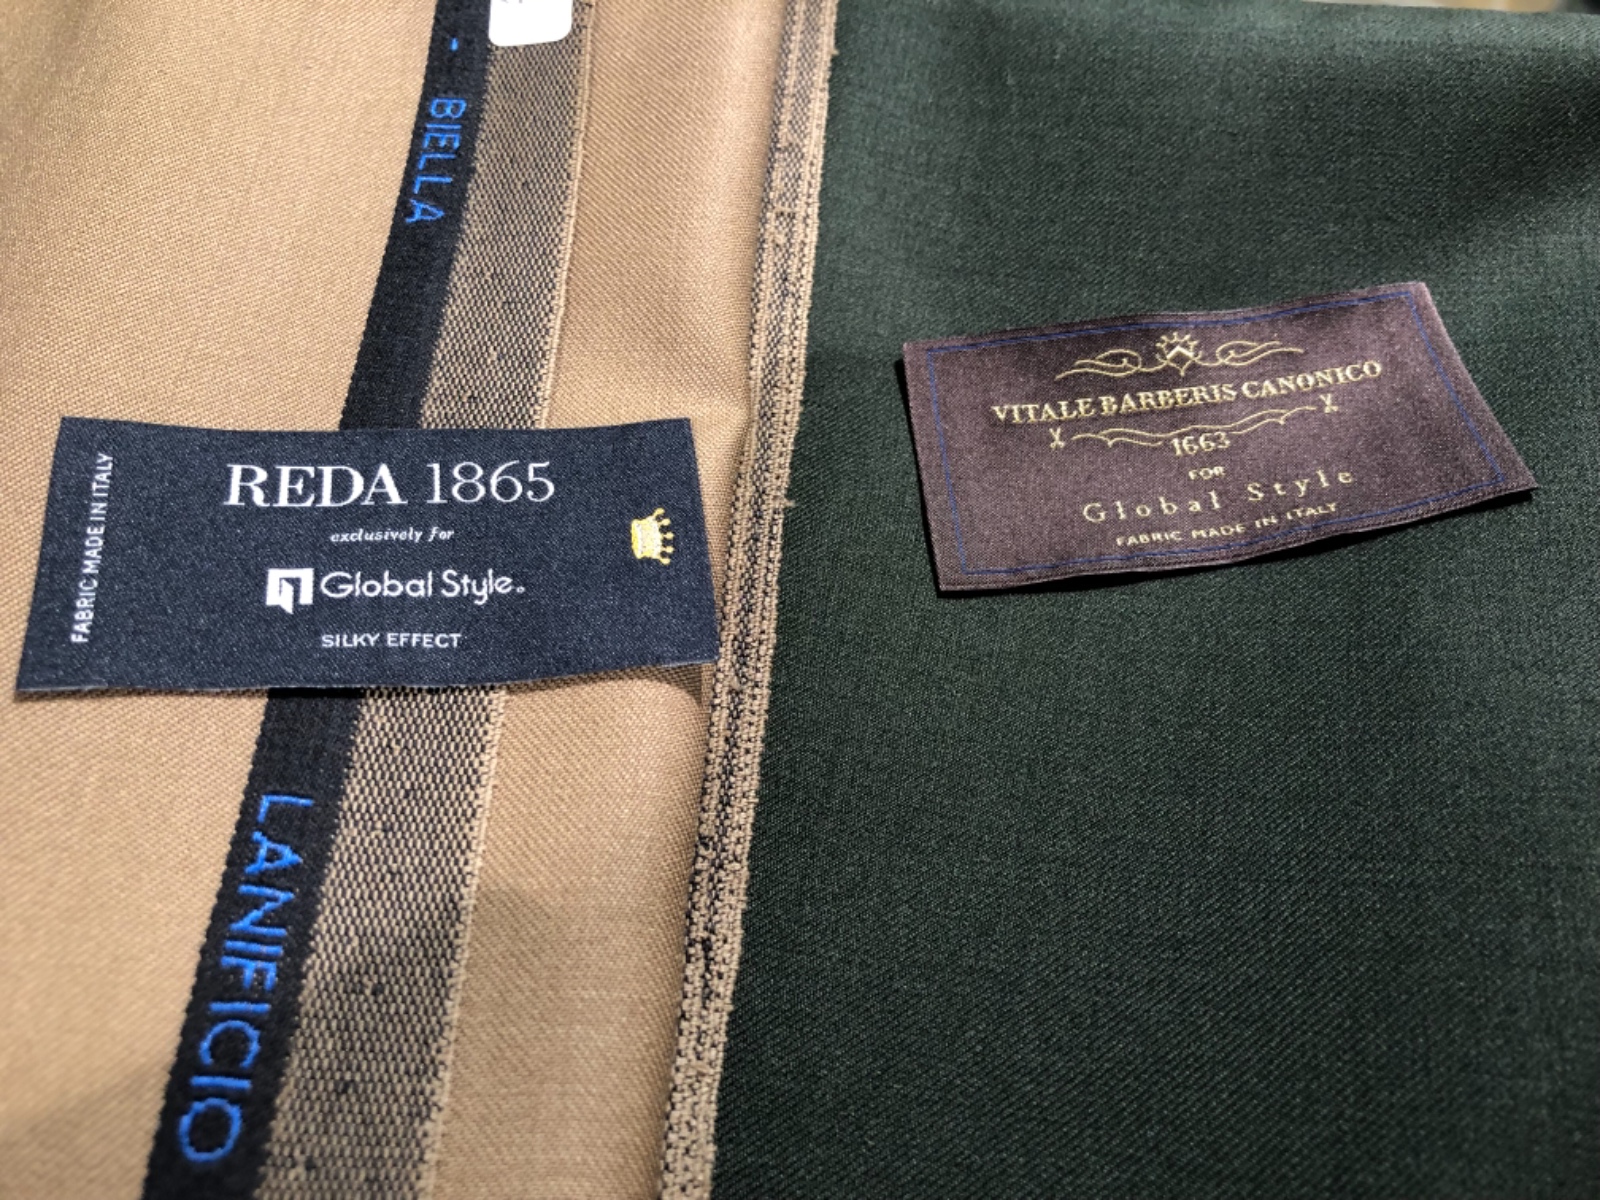 - BIELLA
FABRIC MADE IN ITALY
REDA 1865
exclusively for
Global Style.
SILKY EFFECT
LANIFICIO
VITALE BARBERIS CANONICO
1663
FOR
Global Style
FABRIC MADE IN ITALY